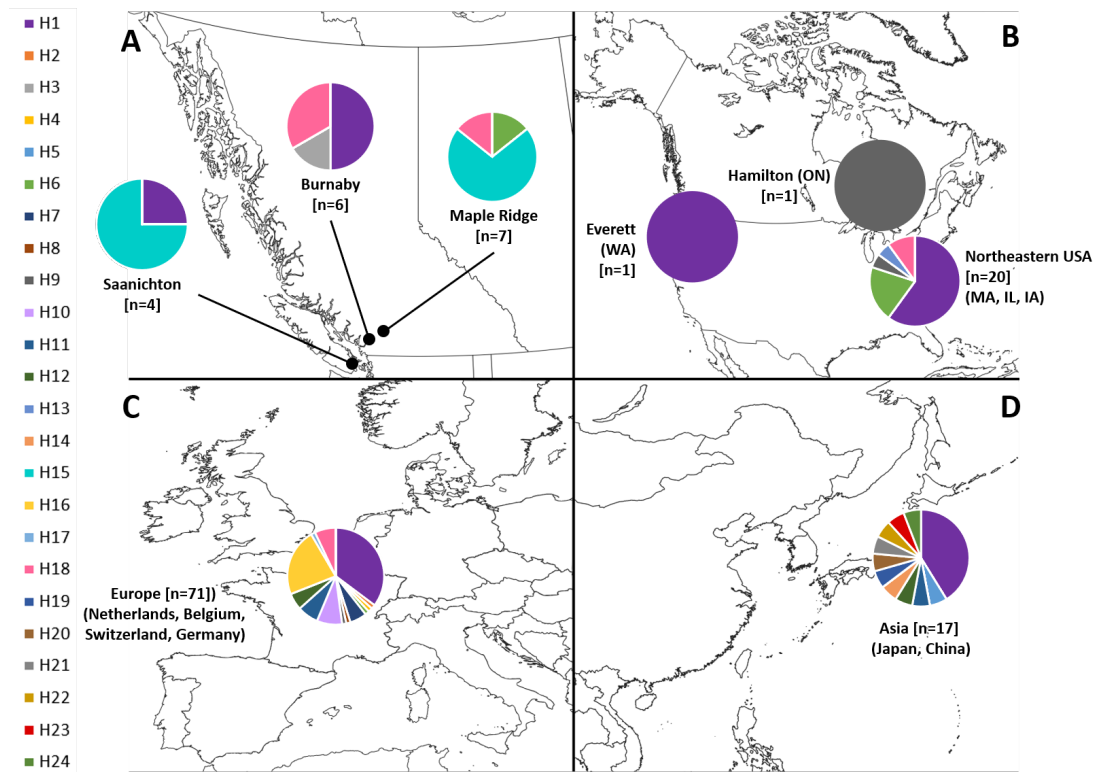 H1
H2
H3
H4
H5
H6
H7
H8
H9
H10
H11
H12
H13
H14
H15
H16
H17
H18
H19
H20
H21
H22
H23
H24
A
Burnaby
[n=6]
Maple Ridge
[n=7]
Saanichton
[n=4]
B
Hamilton (ON)
[n=1]
Everett
(WA)
[n=1]
Northeastern USA
[n=20]
(MA, IL, IA)
C
Europe [n=71])
(Netherlands, Belgium,
Switzerland, Germany)
D
Asia [n=17]
(Japan, China)